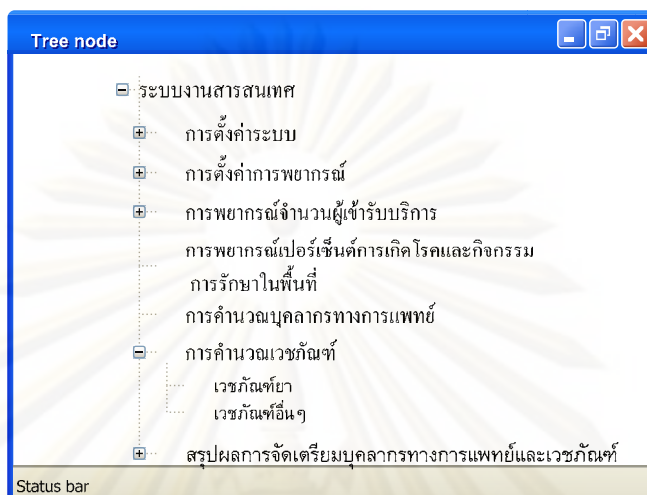 Tree node
ระบบงานสารสนเทศ
การตั้งค่าระบบ
การตั้งค่าการพยากรณ์
การพยากรณ์จำนวนผู้เข้ารับบริการ
การพยากรณ์เปอร์เซ็นต์การเกิดโรคและกิจกรรม
การรักษาในพื้นที่
การคำนวณบุคลากรทางการแพทย์
การคำนวณเวชภัณฑ์
เวชภัณฑ์ยา
เวชภัณฑ์อื่นๆ
สรุปผลการจัดเตรียมบุคลากรทางการแพทย์และเวชภัณฑ์
Status bar